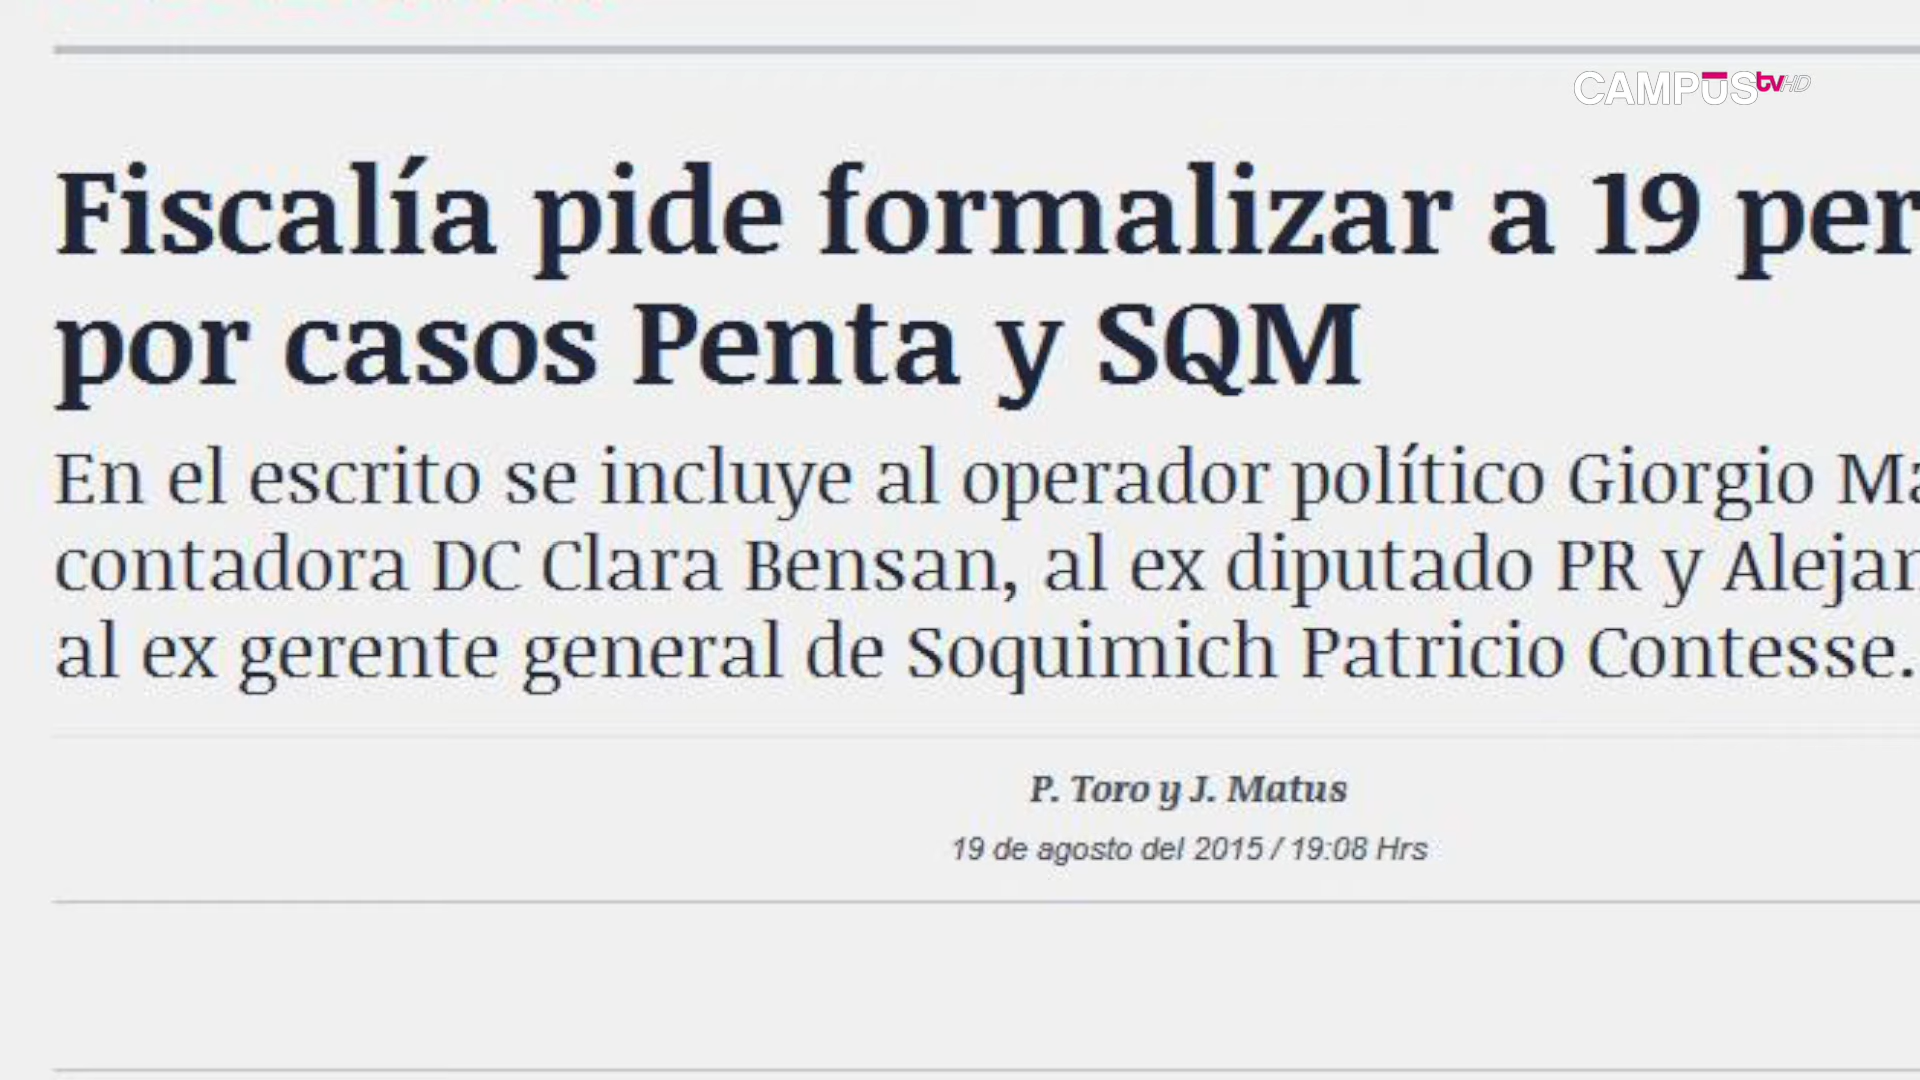 CAMPUS tv HD
Fiscalía pide formalizar a 19 per
por casos Penta y SQM
En el escrito se incluye al operador político Giorgio Ma
contadora DC Clara Bensan, al ex diputado PR y Alejan
al ex gerente general de Soquimich Patricio Contesse.
P. Toro y J. Matus
19 de agosto del 2015 / 19:08 Hrs